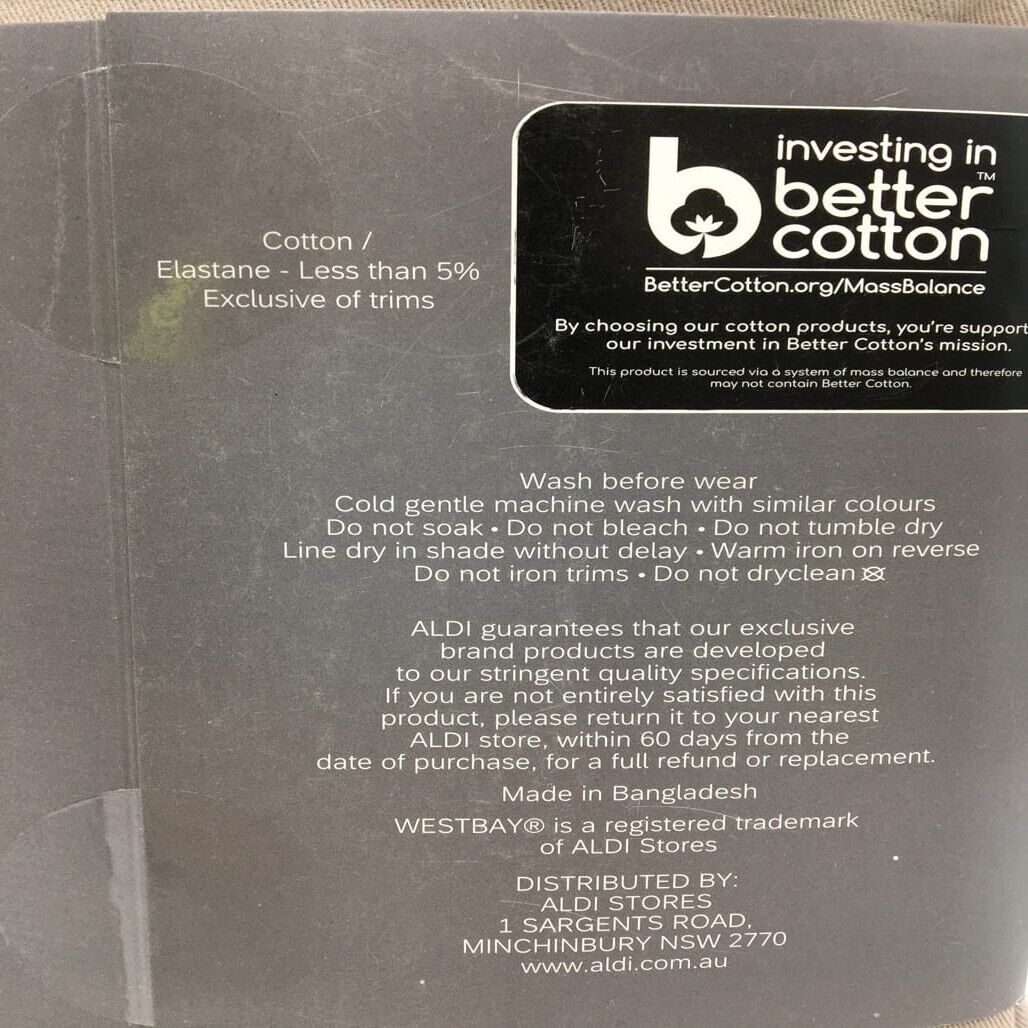 Cotton /
Elastane - Less than 5%
Exclusive of trims
b
investing in
better™
cotton
BetterCotton.org/MassBalance
By choosing our cotton products, you're support
our investment in Better Cotton's mission.
This product is sourced via a system of mass balance and therefore
may not contain Better Cotton.
Wash before wear
Cold gentle machine wash with similar colours
Do not soak • Do not bleach • Do not tumble dry
Line dry in shade without delay • Warm iron on reverse
Do not iron trims • Do not dryclean
ALDI guarantees that our exclusive
brand products are developed
to our stringent quality specifications.
If you are not entirely satisfied with this
product, please return it to your nearest
ALDI store, within 60 days from the
date of purchase, for a full refund or replacement.
Made in Bangladesh
WESTBAY® is a registered trademark
of ALDI Stores
DISTRIBUTED BY:
ALDI STORES
1 SARGENTS ROAD,
MINCHINBURY NSW 2770
www.aldi.com.au